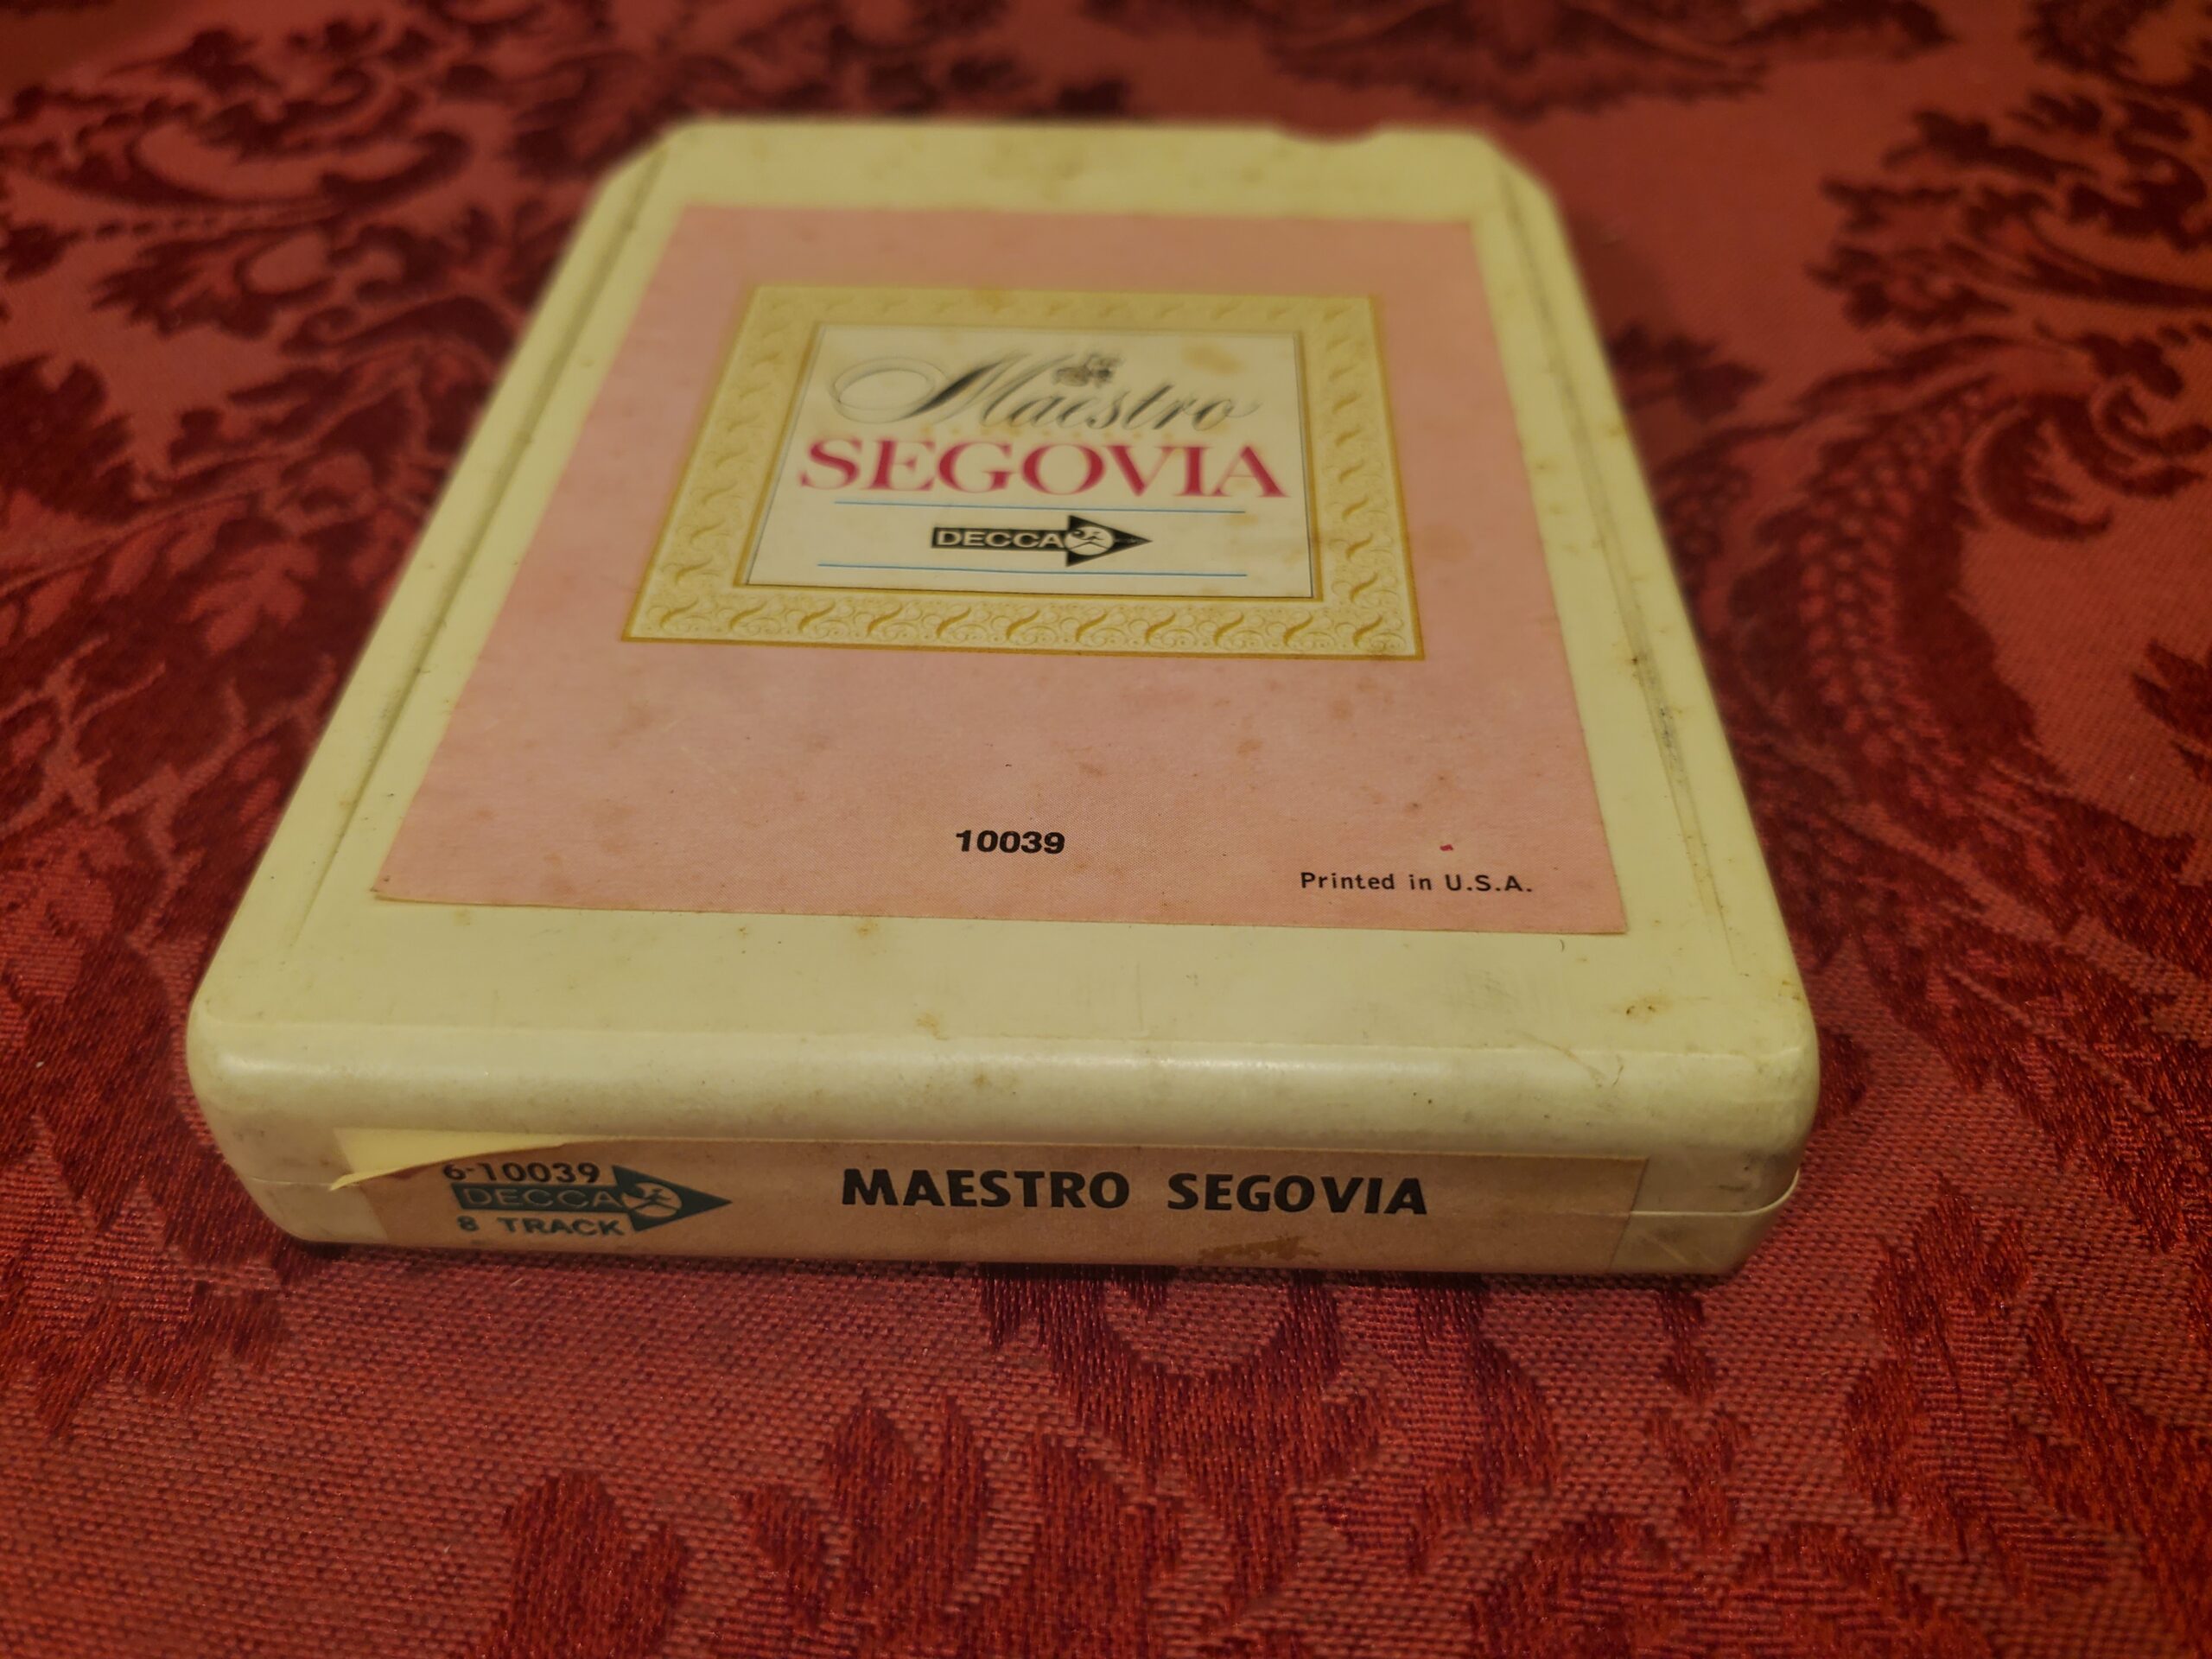 Maestro
SEGOVIA
DECCA
10039
Printed in U.S.A.
6-10039
DECCA
8 TRACK
MAESTRO SEGOVIA